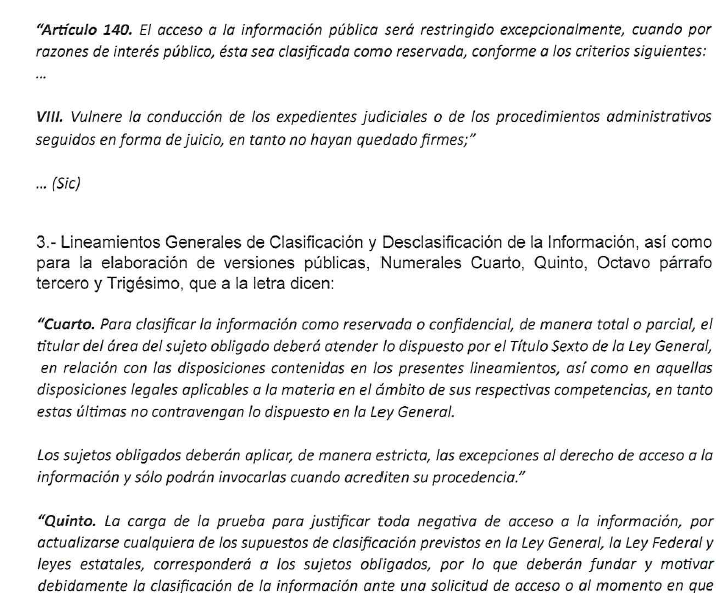 “Artículo 140. El acceso a la información pública será restringido excepcionalmente, cuando por
razones de interés público, ésta sea clasificada como reservada, conforme a los criterios siguientes:
...
VIII. Vulnere la conducción de los expedientes judiciales o de los procedimientos administrativos
seguidos en forma de juicio, en tanto no hayan quedado firmes;”
... (Sic)
3.- Lineamientos Generales de Clasificación y Desclasificación de la Información, así como
para la elaboración de versiones públicas, Numerales Cuarto, Quinto, Octavo párrafo
tercero y Trigésimo, que a la letra dicen:
“Cuarto. Para clasificar la información como reservada o confidencial, de manera total o parcial, el
titular del área del sujeto obligado deberá atender lo dispuesto por el Título Sexto de la Ley General,
en relación con las disposiciones contenidas en los presentes lineamientos, así como en aquellas
disposiciones legales aplicables a la materia en el ámbito de sus respectivas competencias, en tanto
estas últimas no contravengan lo dispuesto en la Ley General.
Los sujetos obligados deberán aplicar, de manera estricta, las excepciones al derecho de acceso a la
información y sólo podrán invocarlas cuando acrediten su procedencia.”
“Quinto. La carga de la prueba para justificar toda negativa de acceso a la información, por
actualizarse cualquiera de los supuestos de clasificación previstos en la Ley General, la Ley Federal y
leyes estatales, corresponderá a los sujetos obligados, por lo que deberán fundar y motivar
debidamente la clasificación de la información ante una solicitud de acceso o al momento en que